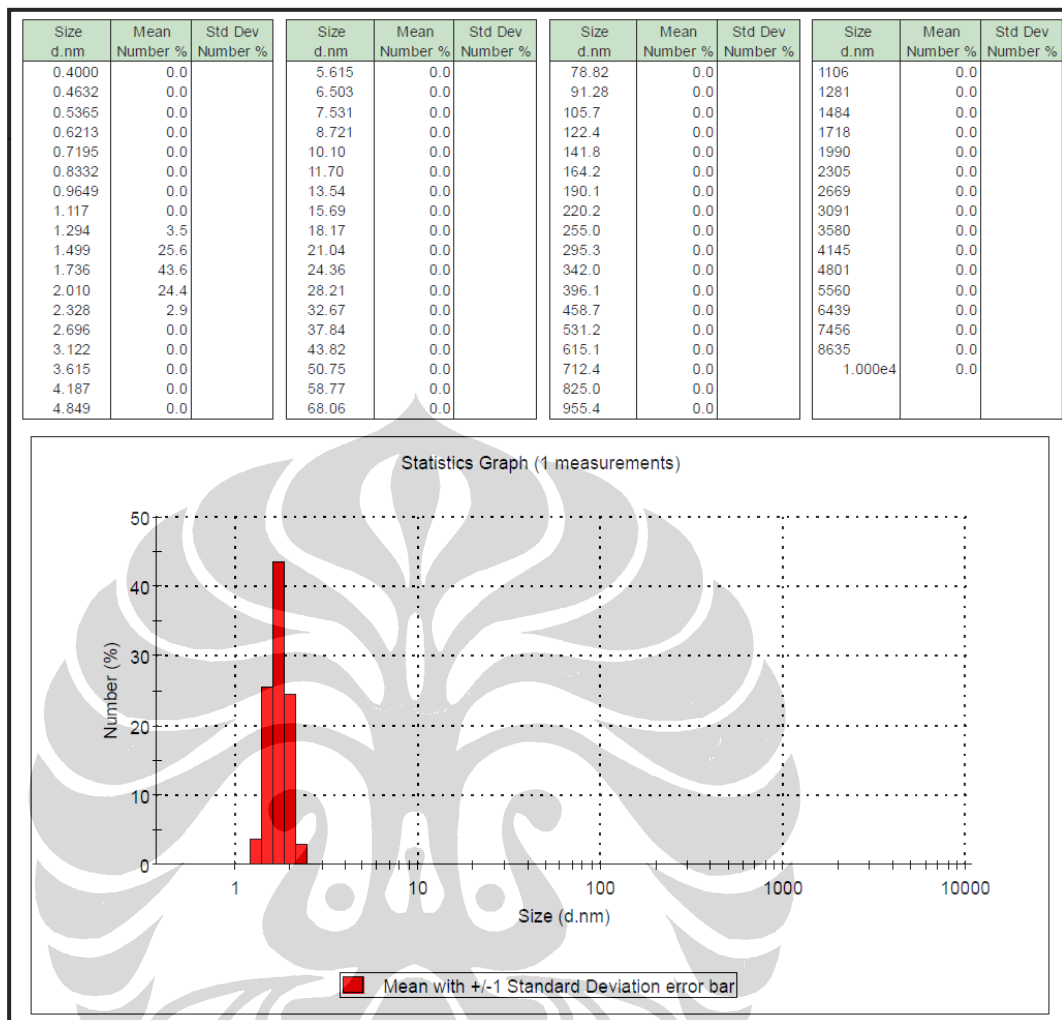 Size Mean Std Dev Size Mean Std Dev Size Mean Std Dev Size Mean Std Dev
d.nm Number % Number % d.nm Number % Number % d.nm Number % Number % d.nm Number % Number %
0.4000 0.0 5.615 0.0 78.82 0.0 1106 0.0
0.4632 0.0 6.503 0.0 91.28 0.0 1281 0.0
0.5365 0.0 7.531 0.0 105.7 0.0 1484 0.0
0.6213 0.0 8.721 0.0 122.4 0.0 1718 0.0
0.7195 0.0 10.10 0.0 141.8 0.0 1990 0.0
0.8332 0.0 11.70 0.0 164.2 0.0 2305 0.0
0.9649 0.0 13.54 0.0 190.1 0.0 2669 0.0
1.117 0.0 15.69 0.0 220.2 0.0 3091 0.0
1.294 3.5 18.17 0.0 255.0 0.0 3580 0.0
1.499 25.6 21.04 0.0 295.3 0.0 4145 0.0
1.736 43.6 24.36 0.0 342.0 0.0 4801 0.0
2.010 24.4 28.21 0.0 396.1 0.0 5560 0.0
2.328 2.9 32.67 0.0 458.7 0.0 6439 0.0
2.696 0.0 37.84 0.0 531.2 0.0 7456 0.0
3.122 0.0 43.82 0.0 615.1 0.0 8635 0.0
3.615 0.0 50.75 0.0 712.4 0.0 1.000e4 0.0
4.187 0.0 58.77 0.0 825.0 0.0
4.849 0.0 68.06 0.0 955.4 0.0
Statistics Graph (1 measurements)
50
40
30
20
10
0
Number (%)
1 10 100 1000 10000
Size (d.nm)
Mean with +/-1 Standard Deviation error bar